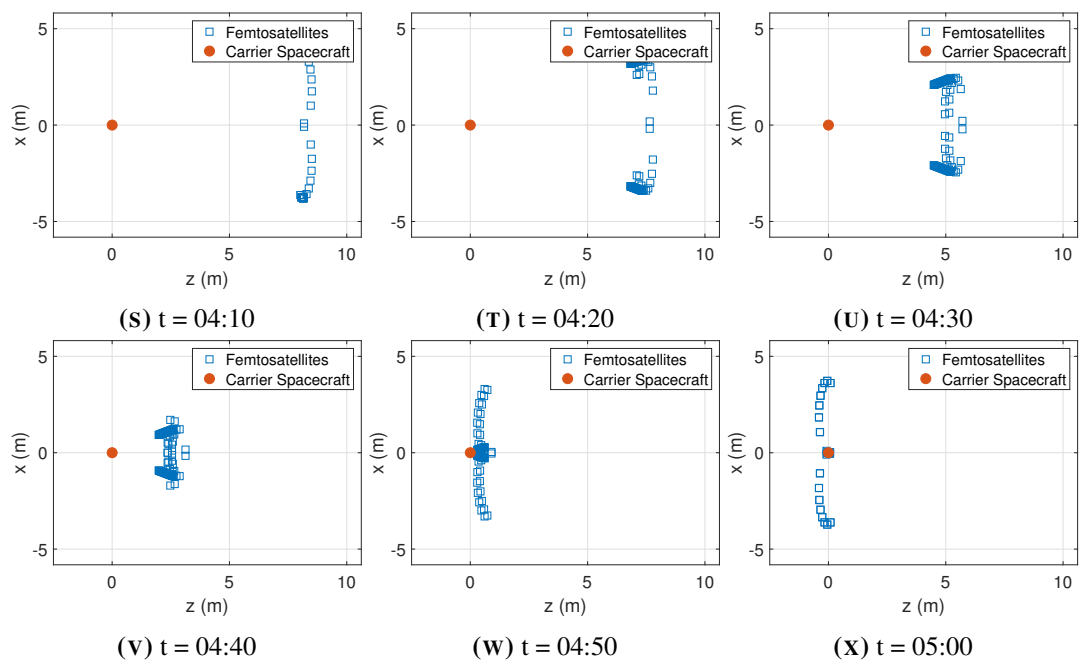 5
0
-5
x (m)
0
5
10
z (m)
Femtosatellites
Carrier Spacecraft
(S) t = 04:10
5
0
-5
x (m)
0
5
10
z (m)
Femtosatellites
Carrier Spacecraft
(T) t = 04:20
5
0
-5
x (m)
0
5
10
z (m)
Femtosatellites
Carrier Spacecraft
(U) t = 04:30
5
0
-5
x (m)
0
5
10
z (m)
Femtosatellites
Carrier Spacecraft
(V) t = 04:40
5
0
-5
x (m)
0
5
10
z (m)
Femtosatellites
Carrier Spacecraft
(W) t = 04:50
5
0
-5
x (m)
0
5
10
z (m)
Femtosatellites
Carrier Spacecraft
(X) t = 05:00